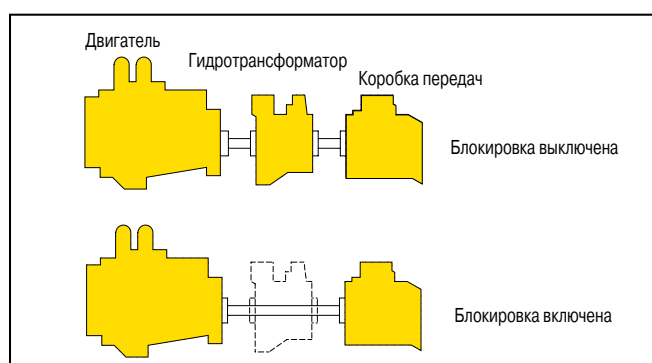 Двигатель
Гидротрансформатор
Коробка передач
Блокировка выключена
Блокировка включена